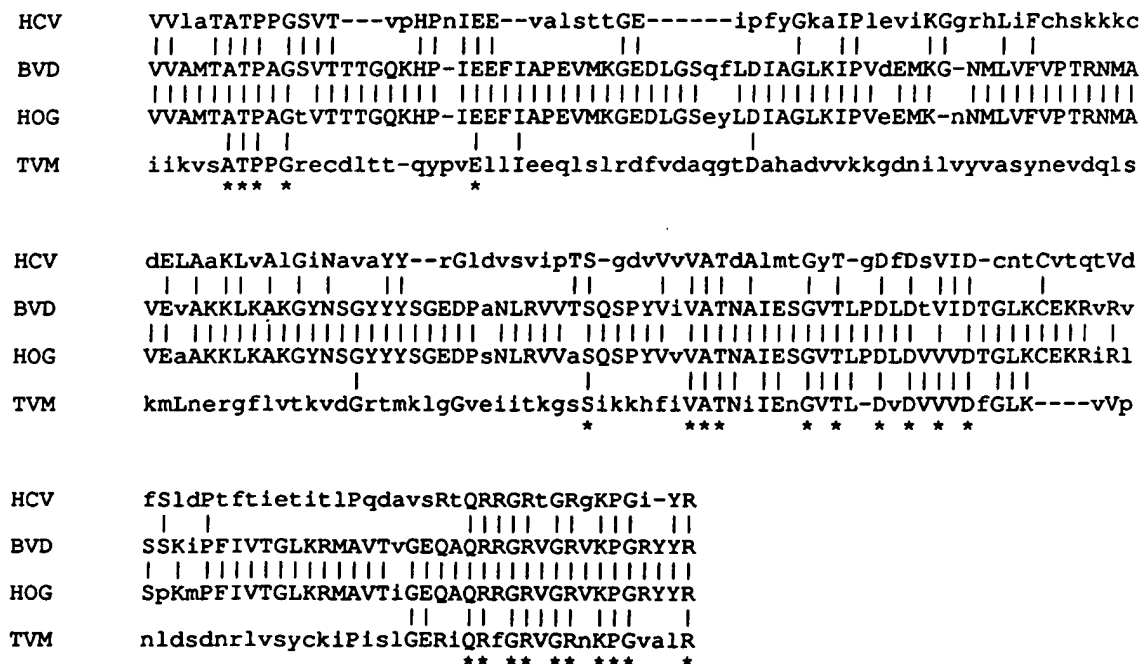 HCV VVlaTATPPGSVT---vpHPnIEE--valsttGE------ipfyGkaIPleviKGgrhLiFchskkkc
BVD VVAMTATPAGSVTTTGQKHP-IEEFIAPEVMKGEDLGSqfLDIAGLKIPVdEMKG-NMLVFVPTRNMA
HOG VVAMTATPAGtVTTTGQKHP-IEEFIAPEVMKGEDLGSeyLDIAGLKIPVeEMK-nNMLVFVPTRNMA
TVM iikvsATPPGrecdltt-qypvEllIeeqlslrdfvdaqgtDahadvvkkgdnilvyvasynevdqls
*** * *
HCV dELAaKLvAlGiNavaYY--rGldvsvipTS-gdvVvVATdAlmtGyT-gDfDsVID-cntCvtqtVd
BVD VEvAKKLKAKGYNSGYYYSGEDPaNLRVVTSQSPYViVATNAIESGVTLPDLDtVIDTGLKCEKRvRv
HOG VEaAKKLKAKGYNSGYYYSGEDPsNLRVVaSQSPYVvVATNAIESGVTLPDLDVVVDTGLKCEKRiRl
TVM kmLnergflvtkvdGrtmklgGveiitkgsSikkhfiVATNiIEnGVTL-DvDVVVDfGLK----vVp
* *** * * * * * *
HCV fSldPtftietitlPqdavsRtQRRGRtGRgKPGi-YR
BVD SSKiPFIVTGLKRMAVTvGEQAQRRGRVGRVKPGRYYR
HOG SpKmPFIVTGLKRMAVTiGEQAQRRGRVGRVKPGRYYR
TVM nldsdnrlvsyckiPislGERiQRfGRVGRnKPGvalR
** ** ** *** *